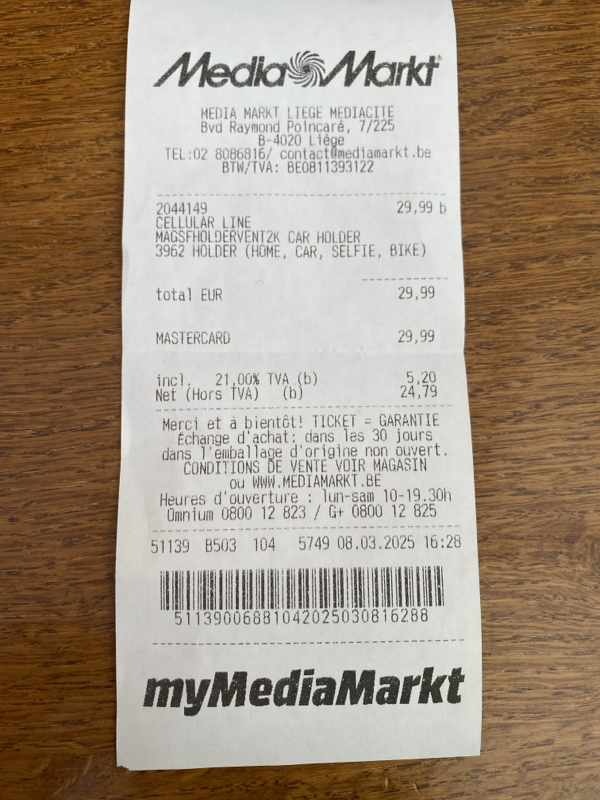 Media Markt
MEDIA MARKT LIEGE MEDIACITE
Bvd Raymond Poincaré, 7/225
B-4020 Liège
TEL:02 8086816/ contact@mediamarkt.be
BTW/TVA: BE0811393122
2044149 29,99 b
CELLULAR LINE
MAGSFHOLDERVENT2K CAR HOLDER
3962 HOLDER (HOME, CAR, SELFIE, BIKE)
total EUR 29,99
MASTERCARD 29,99
incl. 21,00% TVA (b) 5,20
Net (Hors TVA) (b) 24,79
Merci et à bientôt! TICKET = GARANTIE
Échange d'achat: dans les 30 jours
dans l'emballage d'origine non ouvert.
CONDITIONS DE VENTE VOIR MAGASIN
ou WWW.MEDIAMARKT.BE
Heures d'ouverture : lun-sam 10-19.30h
Omnium 0800 12 823 / G+ 0800 12 825
51139 B503 104 5749 08.03.2025 16:28
51139006881042025030816288
myMediaMarkt